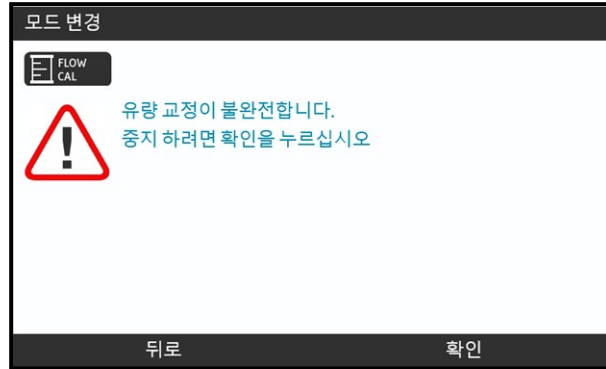 모드 변경
FLOW
CAL
유량 교정이 불완전합니다.
중지 하려면 확인을 누르십시오
뒤로 확인